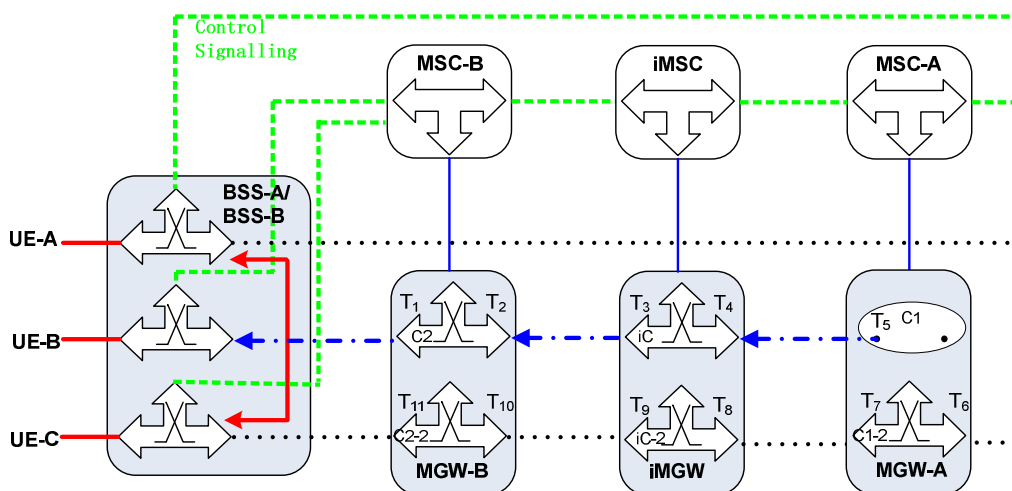 Control
Signalling
MSC-B
iMSC
MSC-A
BSS-A/
BSS-B
UE-A
UE-B
UE-C
T1
T2
C2
T3
T4
iC
T5
C1
T11
T10
C2-2
T9
T8
iC-2
T7
T6
C1-2
MGW-B
iMGW
MGW-A